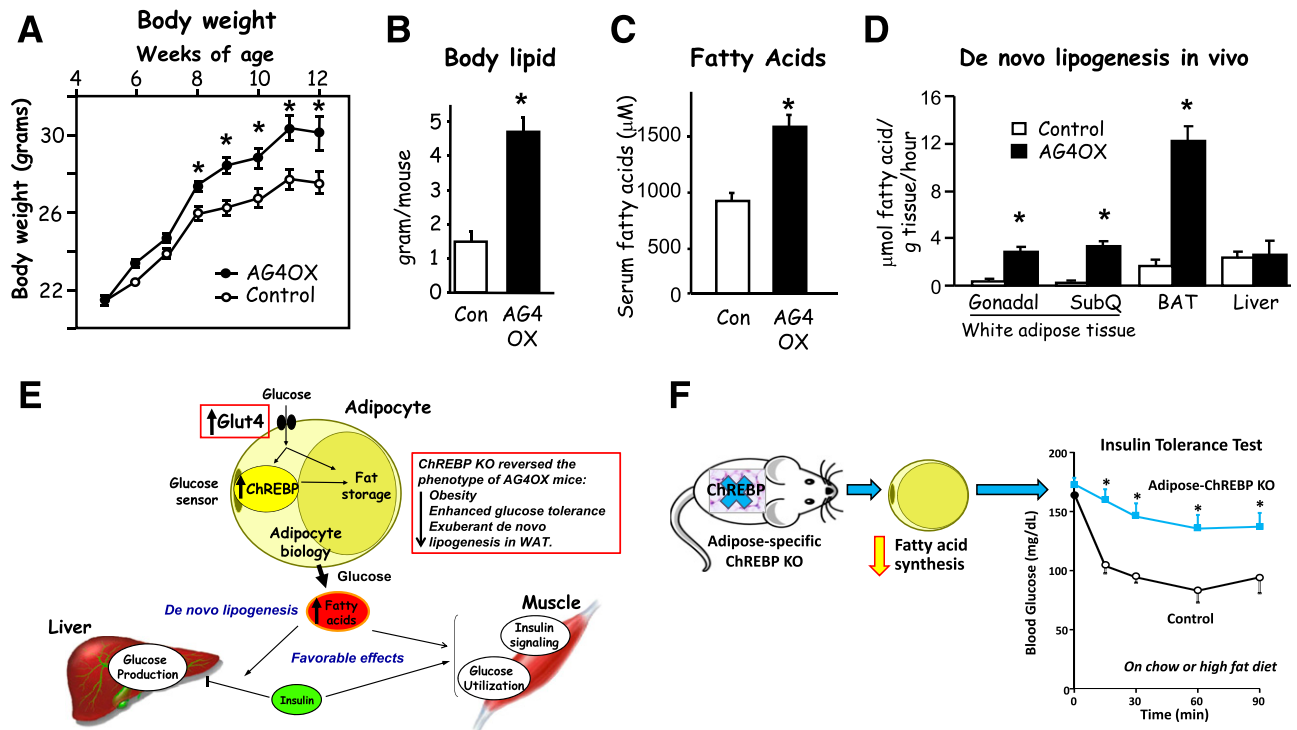 A
Body weight
Weeks of age
4 6 8 10 12
Body weight (grams)
30
26
22
* * * * *
AG4OX
Control
B
Body lipid
gram/mouse
5
4
3
2
1
0
*
Con AG4
OX
C
Fatty Acids
Serum fatty acids (μM)
1500
1000
500
0
*
Con AG4
OX
D
De novo lipogenesis in vivo
μmol fatty acid/
g tissue/hour
16
12
8
4
0
Control
AG4OX
* * *
Gonadal SubQ BAT Liver
White adipose tissue
E
Glucose
Glut4
Adipocyte
Glucose
sensor
ChREBP
Fat
storage
Adipocyte
biology
ChREBP KO reversed the
phenotype of AG4OX mice:
Obesity
Enhanced glucose tolerance
Exuberant de novo
lipogenesis in WAT.
Glucose
De novo lipogenesis
Fatty
acids
Liver
Glucose
Production
Favorable effects
Insulin
Muscle
Insulin
signaling
Glucose
Utilization
F
ChREBP
Adipose-specific
ChREBP KO
Fatty acid
synthesis
Insulin Tolerance Test
Blood Glucose (mg/dL)
200
150
100
50
0
Adipose-ChREBP KO
* * * *
Control
On chow or high fat diet
0 30 60 90
Time (min)